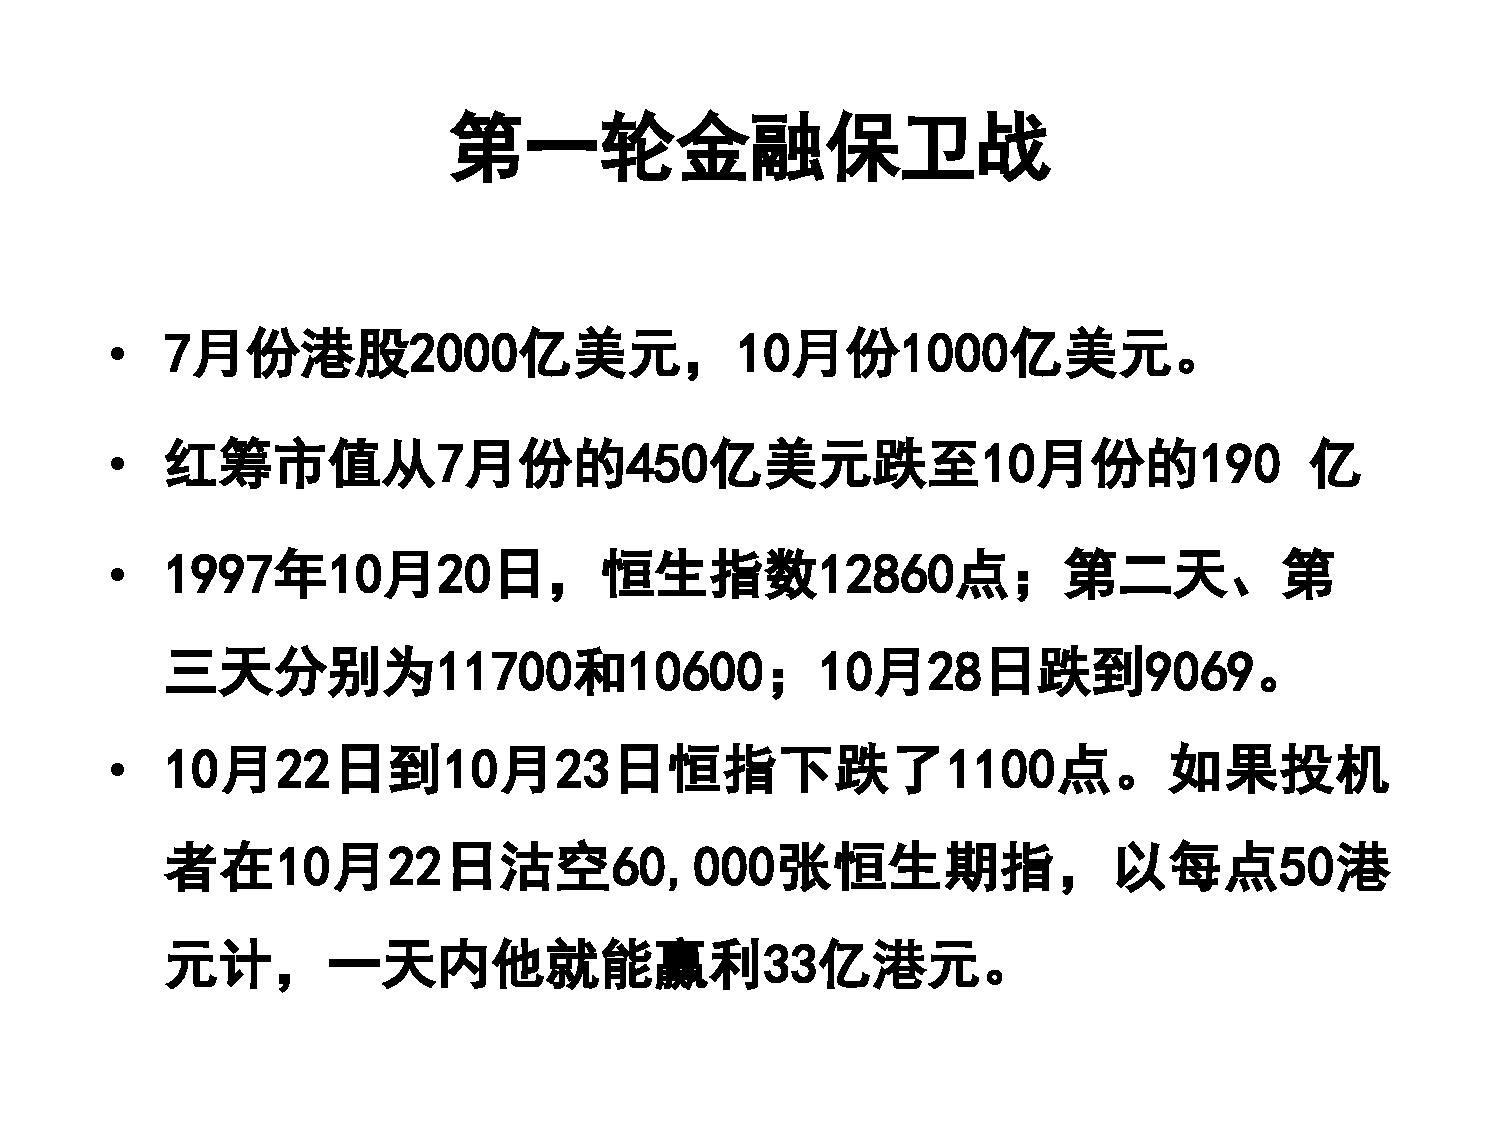 第一轮金融保卫战
• 7月份港股2000亿美元，10月份1000亿美元。
• 红筹市值从7月份的450亿美元跌至10月份的190 亿
• 1997年10月20日，恒生指数12860点；第二天、第
三天分别为11700和10600；10月28日跌到9069。
• 10月22日到10月23日恒指下跌了1100点。如果投机
者在10月22日沽空60,000张恒生期指，以每点50港
元计，一天内他就能赢利33亿港元。